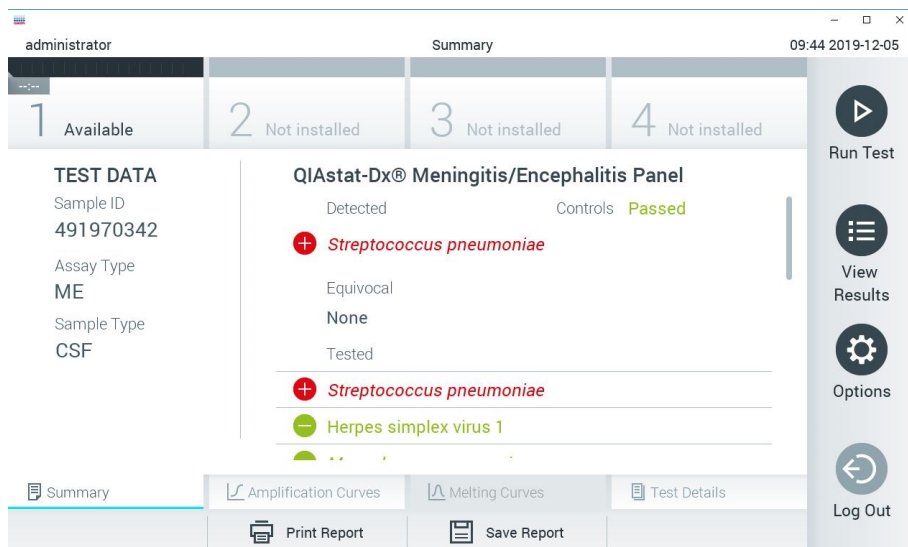 administrator Summary 09:44 2019-12-05
--:--
1 Available
2 Not installed
3 Not installed
4 Not installed
Run Test
View
Results
Options
Log Out
TEST DATA
Sample ID
491970342
Assay Type
ME
Sample Type
CSF
QIAstat-Dx® Meningitis/Encephalitis Panel
Detected Controls Passed
Streptococcus pneumoniae
Equivocal
None
Tested
Streptococcus pneumoniae
Herpes simplex virus 1
Summary
Amplification Curves
Melting Curves
Test Details
Print Report
Save Report